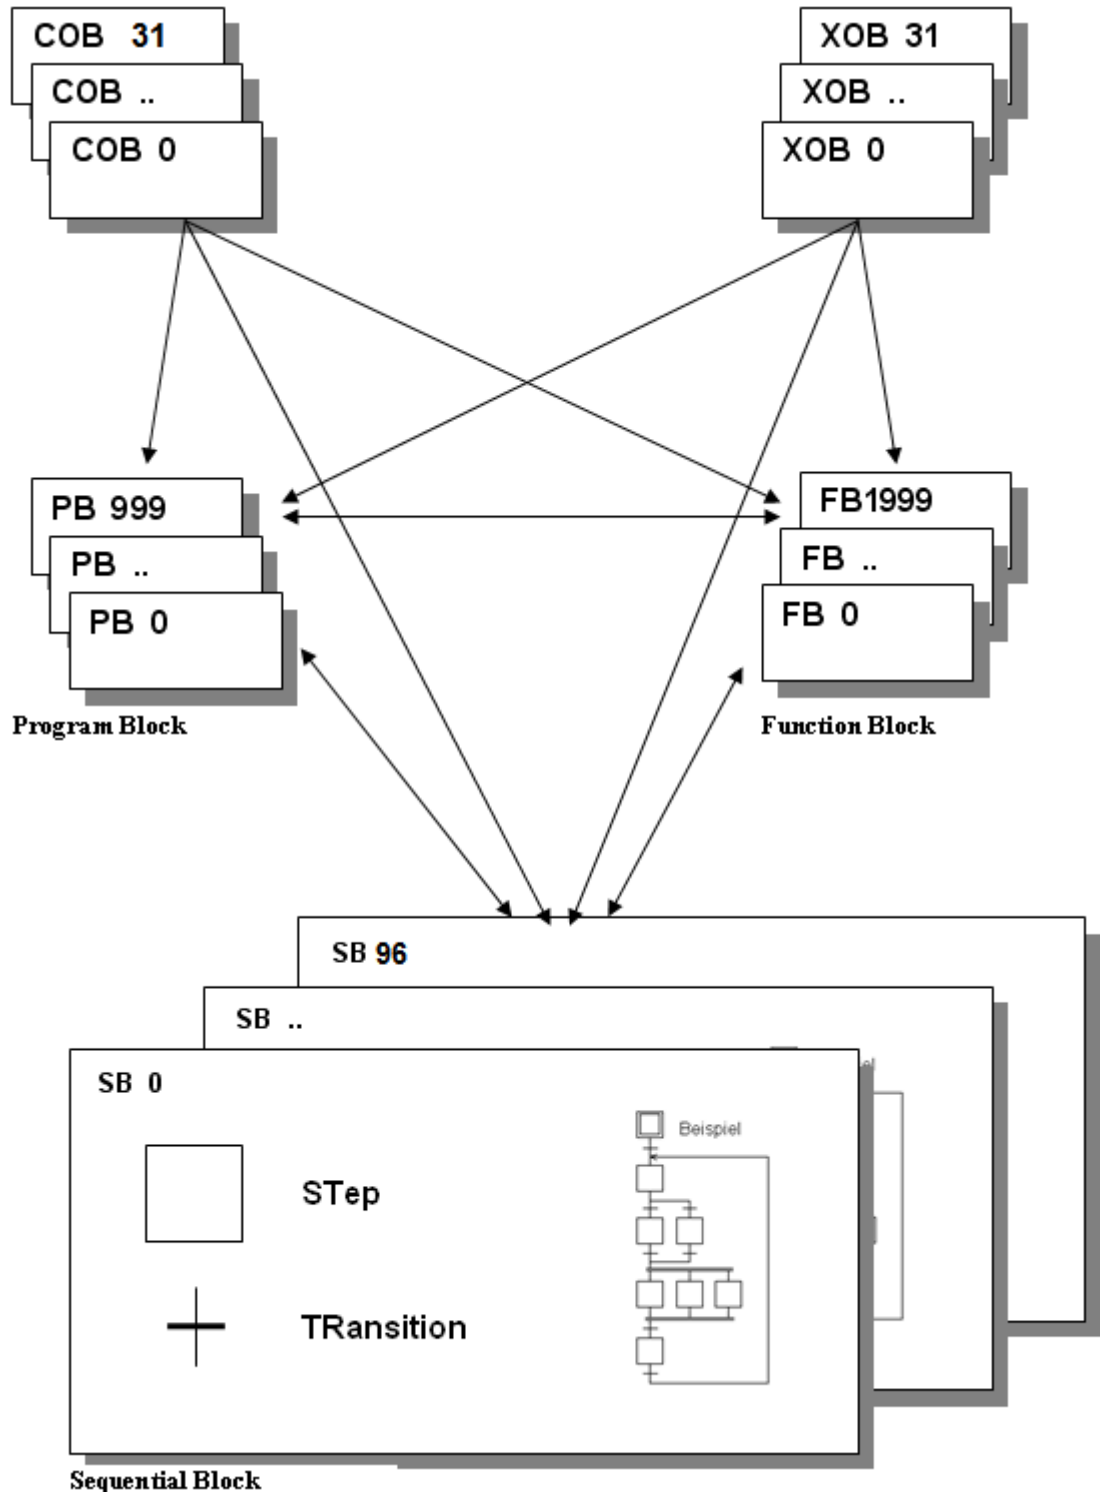 COB 31
COB ..
COB 0
XOB 31
XOB ..
XOB 0
PB 999
PB ..
PB 0
Program Block
FB1999
FB ..
FB 0
Function Block
SB 96
SB ..
SB 0
STep
TRansition
Beispiel
el
Sequential Block